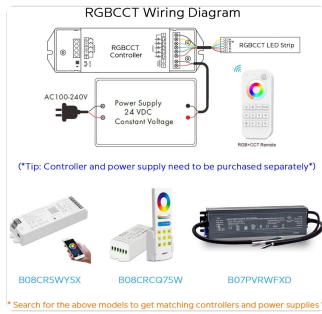 RGBCCT Wiring Diagram
RGBCCT
Controller
RGBCCT LED Strip
AC100-240V
Power Supply
24 VDC
Constant Voltage
RGB+CCT Remote
(*Tip: Controller and power supply need to be purchased separately*)
B08CR5WY5X
B08CRCQ75W
B07PVRWFXD
* Search for the above models to get matching controllers and power supplies *